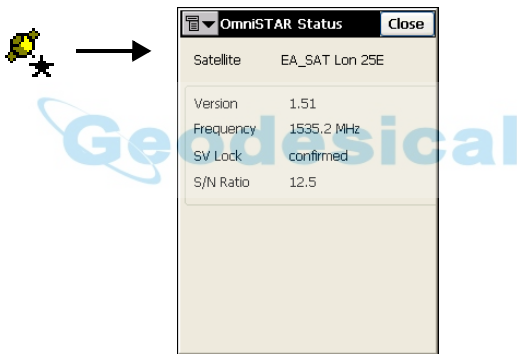 OmniSTAR Status Close
Satellite EA_SAT Lon 25E
Version 1.51
Frequency 1535.2 MHz
SV Lock confirmed
S/N Ratio 12.5
Geodesical